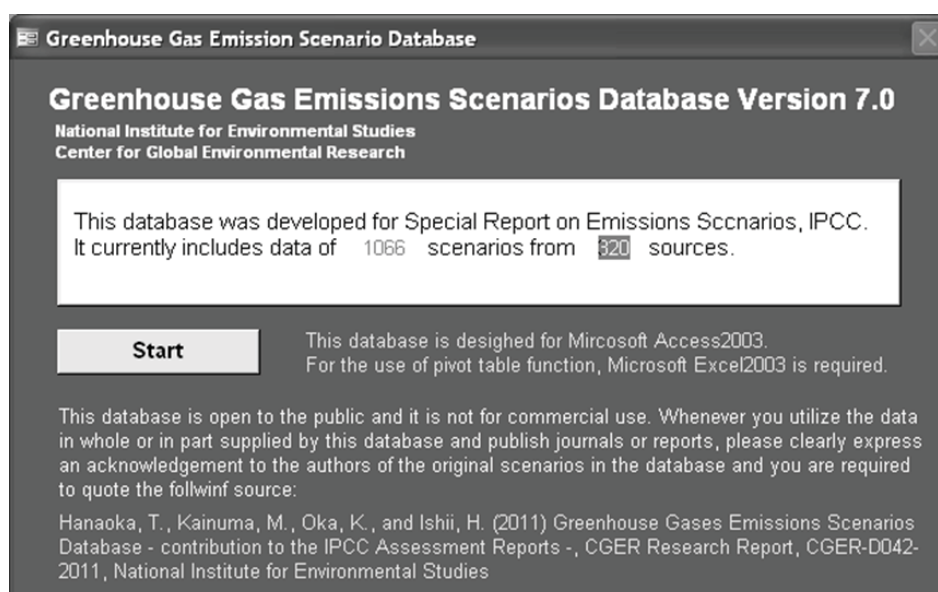 Greenhouse Gas Emission Scenario Database
Greenhouse Gas Emissions Scenarios Database Version 7.0
National Institute for Environmental Studies
Center for Global Environmental Research
This database was developed for Special Report on Emissions Sccnarios, IPCC.
It currently includes data of 1066 scenarios from 320 sources.
Start
This database is desighed for Mircosoft Access2003.
For the use of pivot table function, Microsoft Excel2003 is required.
This database is open to the public and it is not for commercial use. Whenever you utilize the data
in whole or in part supplied by this database and publish journals or reports, please clearly express
an acknowledgement to the authors of the original scenarios in the database and you are required
to quote the follwinf source:
Hanaoka, T., Kainuma, M., Oka, K., and Ishii, H. (2011) Greenhouse Gases Emissions Scenarios
Database - contribution to the IPCC Assessment Reports -, CGER Research Report, CGER-D042-
2011, National Institute for Environmental Studies